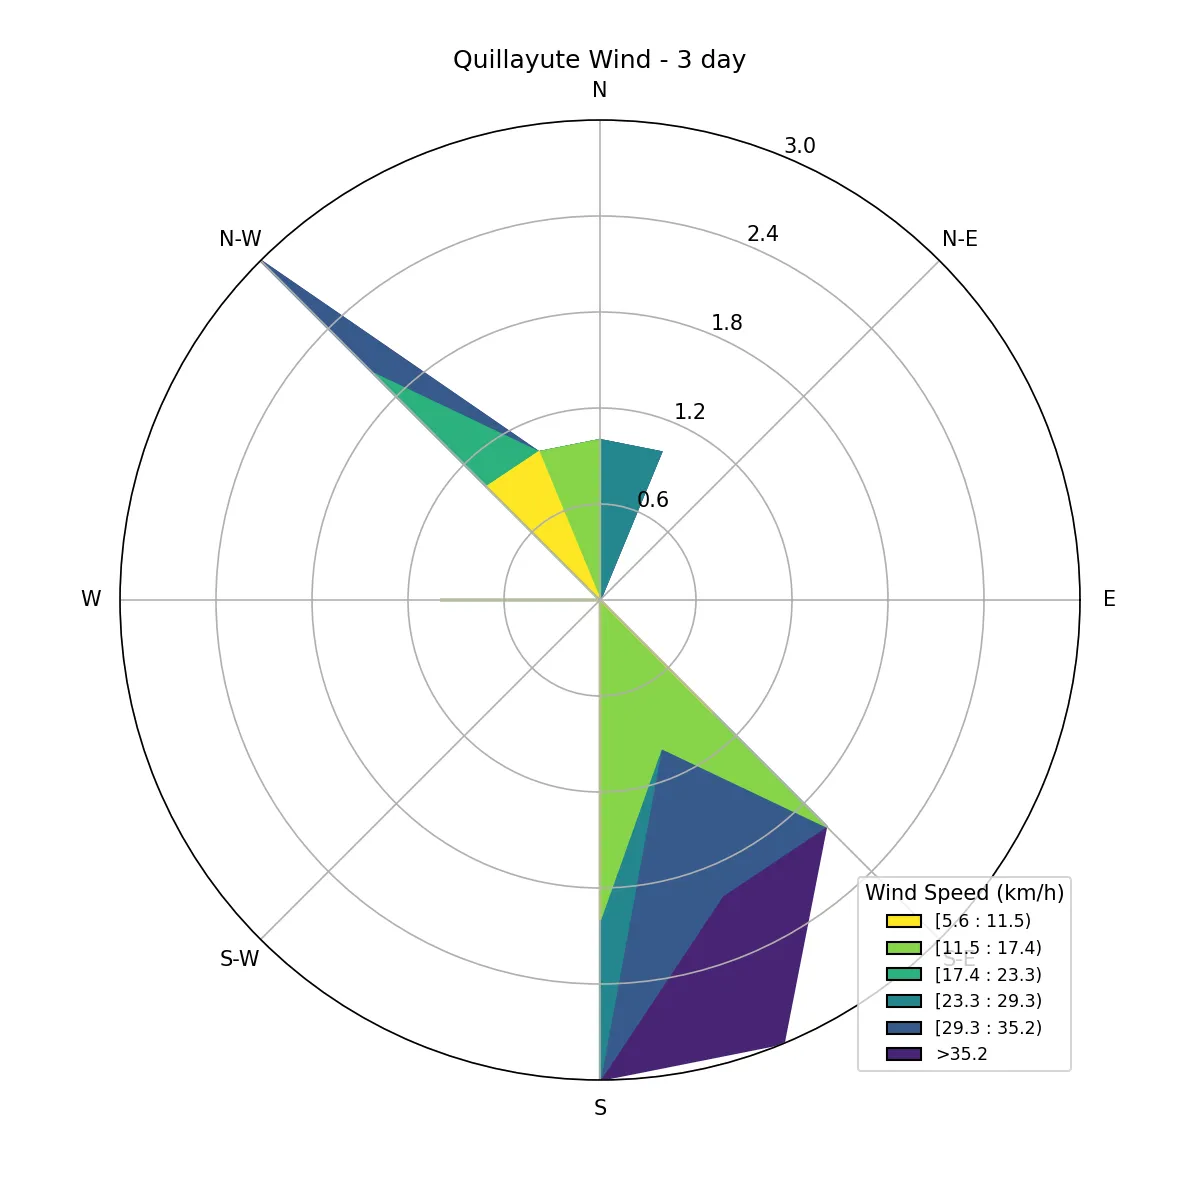 Quillayute Wind - 3 day
N
3.0
N-W
N-E
2.4
1.8
1.2
0.6
W
E
Wind Speed (km/h)
[5.6 : 11.5)
[11.5 : 17.4)
S-W
S-E
[17.4 : 23.3)
[23.3 : 29.3)
[29.3 : 35.2)
>35.2
S